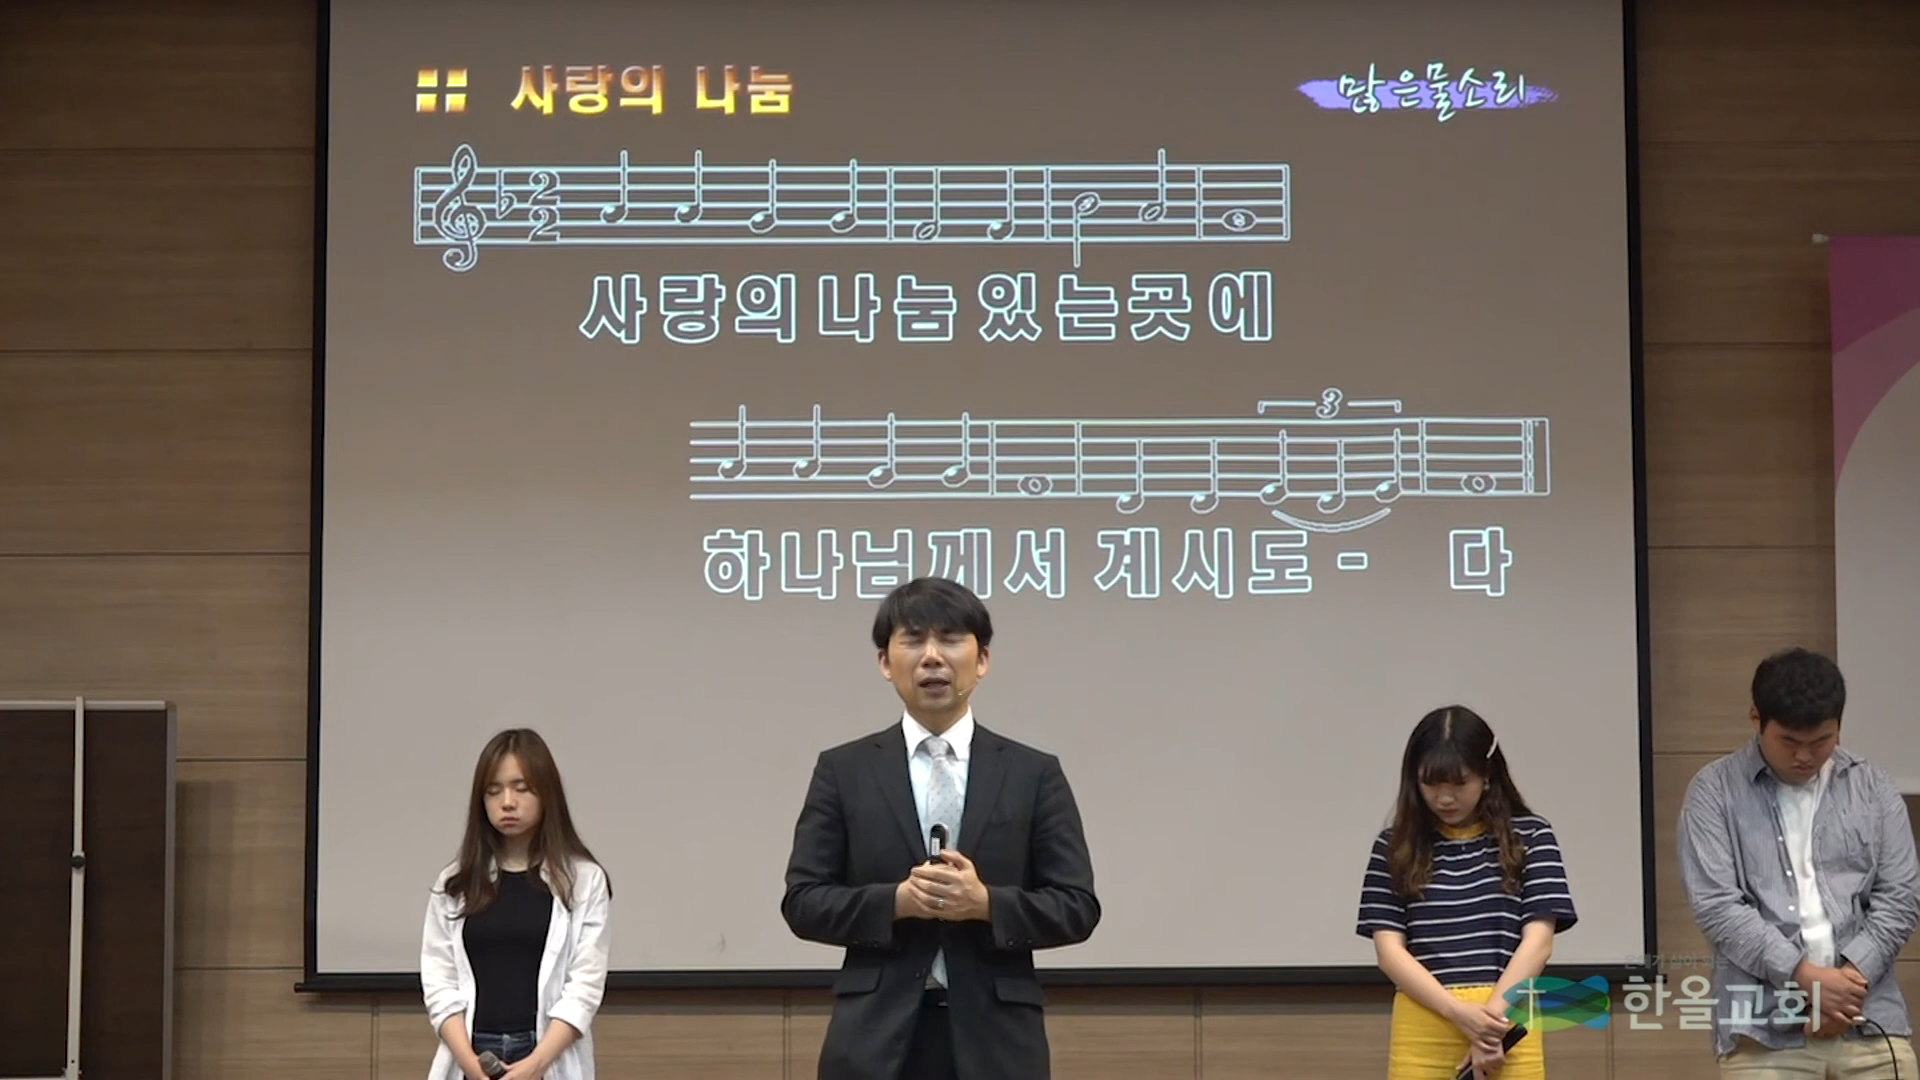 사랑의 나눔
많은물소리
사랑의 나눔 있는곳에
3
하나님께서 계시도- 다
한울교회